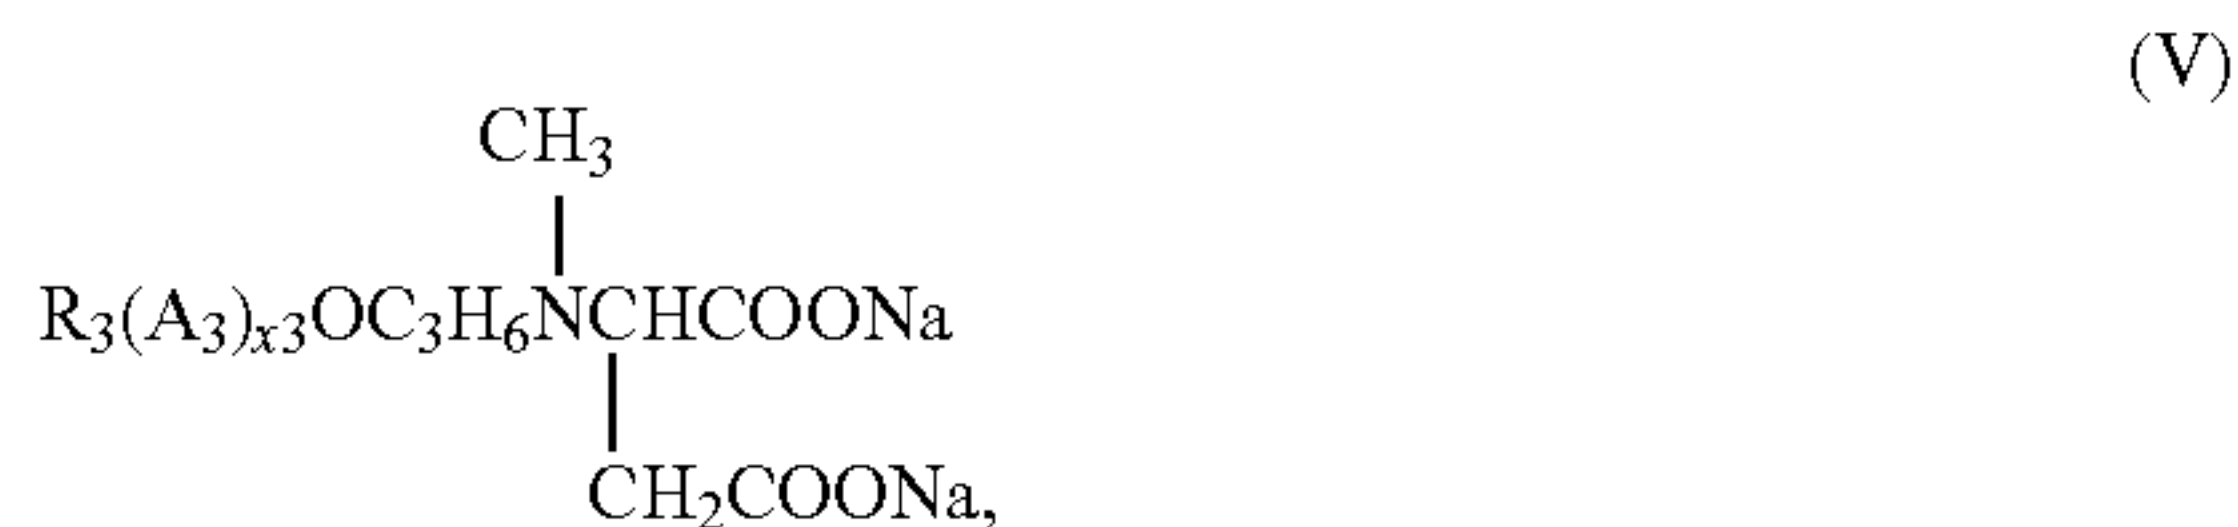 (V)
CH₃
R₃(A₃)ₓ₃OC₃H₆NCHCOONa
CH₂COONa,